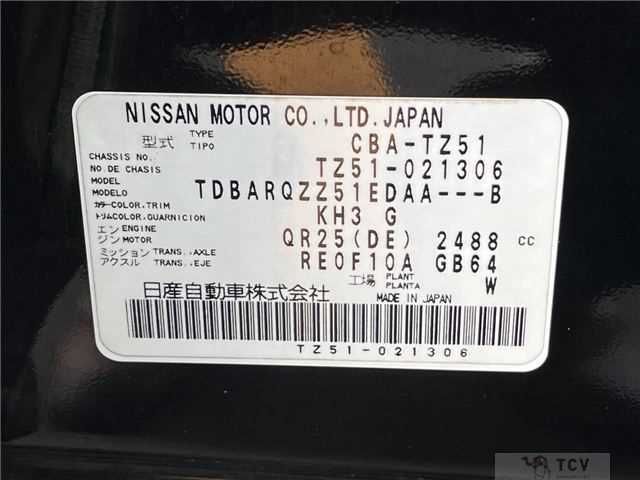 NISSAN MOTOR CO.,LTD.JAPAN
型式 TYPE TIPO CBA-TZ51
CHASSIS NO. NO. DE CHASIS TZ51-021306
MODEL MODELO TDBARQZZ51EDAA---B
カラー COLOR,TRIM トリム COLOR,GUARNICION KH3 G
エンジン ENGINE MOTOR QR25(DE) 2488 CC
ミッション TRANS.,AXLE アクスル TRANS.,EJE RE0F10A GB64
工場 PLANT PLANTA W
日産自動車株式会社 MADE IN JAPAN
TZ51-021306
TCV